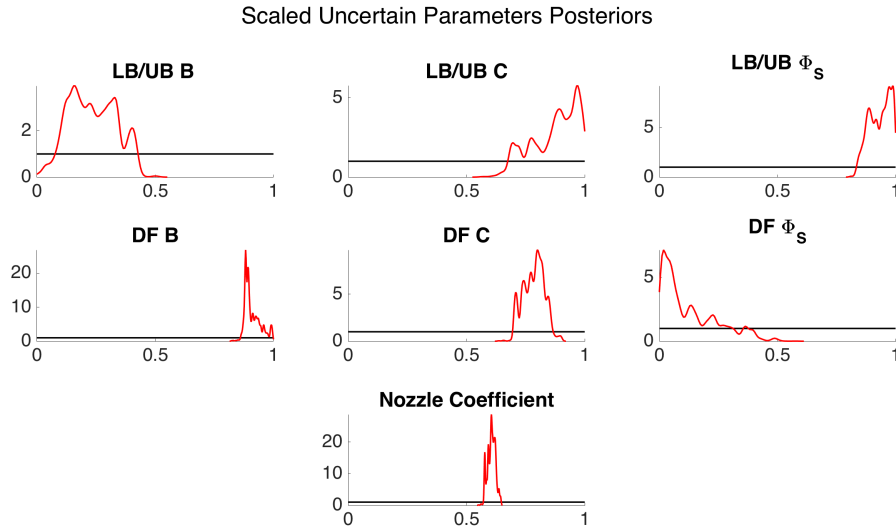 Scaled Uncertain Parameters Posteriors
LB/UB B
LB/UB C
LB/UB Φ_S
2
0
0 0.5 1
5
0
0 0.5 1
5
0
0 0.5 1
DF B
DF C
DF Φ_S
20
10
0
0 0.5 1
5
0
0 0.5 1
5
0
0 0.5 1
Nozzle Coefficient
20
10
0
0 0.5 1